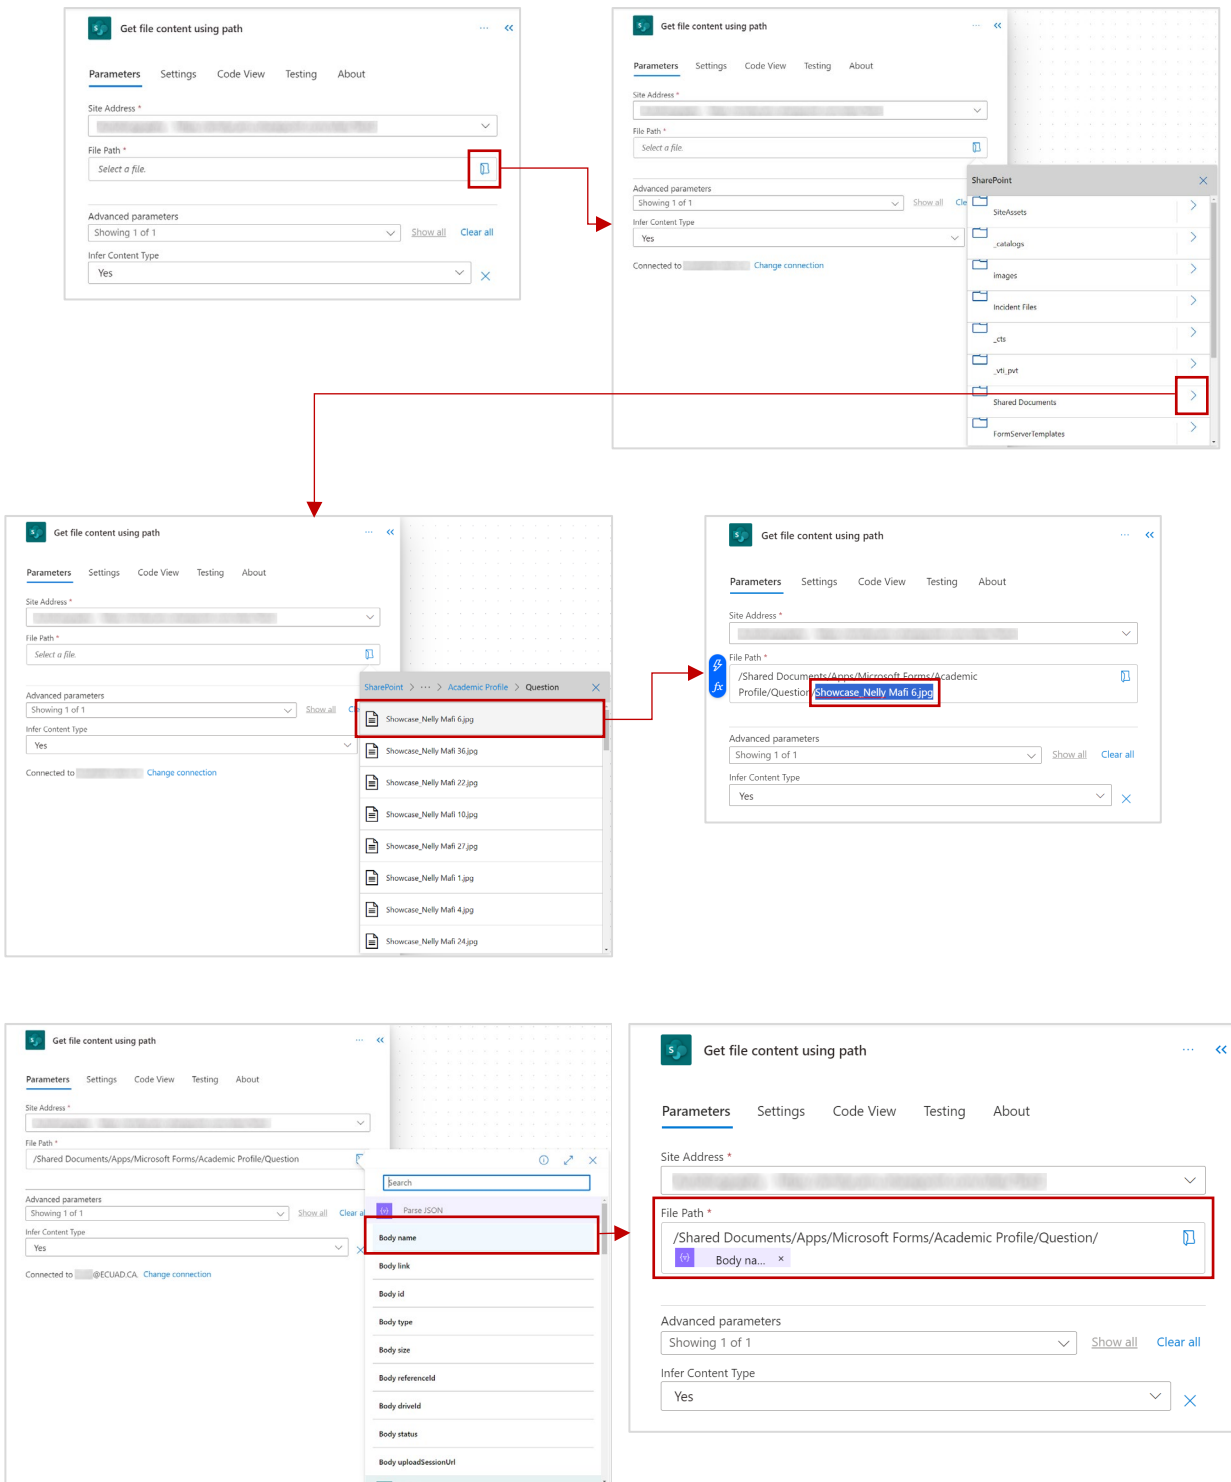 Get file content using path
Parameters Settings Code View Testing About
Site Address *
File Path *
Select a file.
Advanced parameters
Showing 1 of 1 Show all Clear all
Infer Content Type
Yes
Get file content using path
Parameters Settings Code View Testing About
Site Address *
File Path *
Select a file.
Advanced parameters
Showing 1 of 1 Show all Cle
Infer Content Type
Yes
Connected to Change connection
SharePoint
SiteAssets
_catalogs
images
Incident Files
_cts
_vti_pvt
Shared Documents
FormServerTemplates
Get file content using path
Parameters Settings Code View Testing About
Site Address *
File Path *
Select a file.
Advanced parameters
Showing 1 of 1 Show all
Infer Content Type
Yes
Connected to Change connection
SharePoint > ··· > Academic Profile > Question
Showcase_Nelly Mafi 6.jpg
Showcase_Nelly Mafi 36.jpg
Showcase_Nelly Mafi 22.jpg
Showcase_Nelly Mafi 10.jpg
Showcase_Nelly Mafi 27.jpg
Showcase_Nelly Mafi 1.jpg
Showcase_Nelly Mafi 4.jpg
Showcase_Nelly Mafi 24.jpg
Get file content using path
Parameters Settings Code View Testing About
Site Address *
File Path *
/Shared Documents/Apps/Microsoft Forms/Academic
Profile/Question/Showcase_Nelly Mafi 6.jpg
fx
Advanced parameters
Showing 1 of 1 Show all Clear all
Infer Content Type
Yes
Get file content using path
Parameters Settings Code View Testing About
Site Address *
File Path *
/Shared Documents/Apps/Microsoft Forms/Academic Profile/Question
Advanced parameters
Showing 1 of 1 Show all Clear a
Infer Content Type
Yes
Connected to @ECUAD.CA. Change connection
Search
Parse JSON
Body name
Body link
Body id
Body type
Body size
Body referenceId
Body driveId
Body status
Body uploadSessionUrl
Get file content using path
Parameters Settings Code View Testing About
Site Address *
File Path *
/Shared Documents/Apps/Microsoft Forms/Academic Profile/Question/
Body na... ×
Advanced parameters
Showing 1 of 1 Show all Clear all
Infer Content Type
Yes